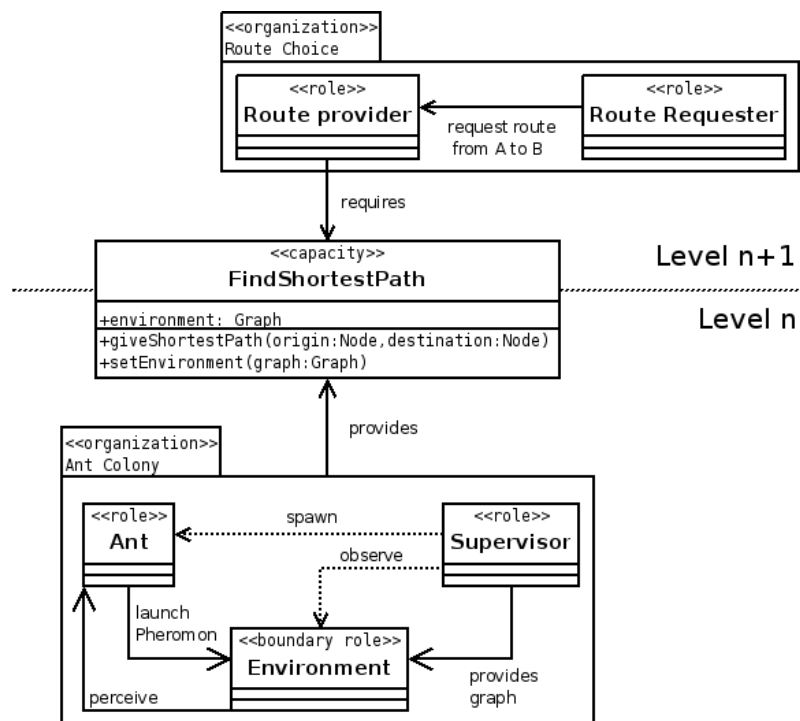 <<organization>>
Route Choice
<<role>>
Route provider
<<role>>
Route Requester
request route
from A to B
requires
<<capacity>>
FindShortestPath
Level n+1
+environment: Graph
Level n
+giveShortestPath(origin:Node,destination:Node)
+setEnvironment(graph:Graph)
provides
<<organization>>
Ant Colony
<<role>>
Ant
spawn
<<role>>
Supervisor
observe
launch
Pheromon
<<boundary role>>
Environment
provides
graph
perceive